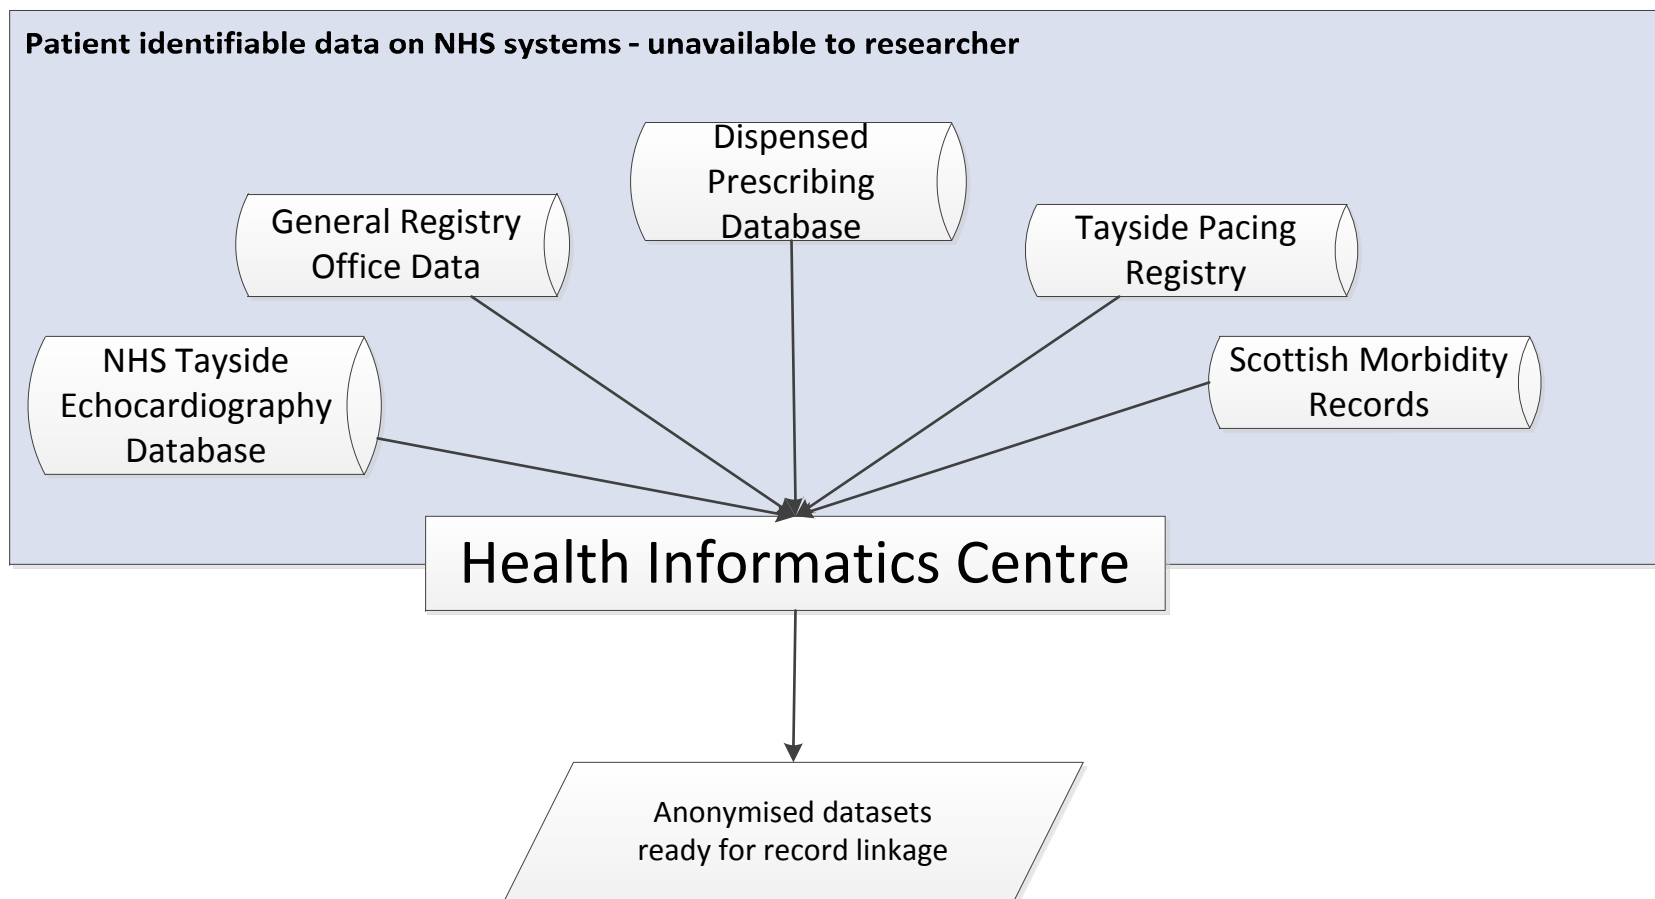 Patient identifiable data on NHS systems - unavailable to researcher
Dispensed
Prescribing
Database
General Registry
Office Data
Tayside Pacing
Registry
NHS Tayside
Echocardiography
Database
Scottish Morbidity
Records
Health Informatics Centre
Anonymised datasets
ready for record linkage